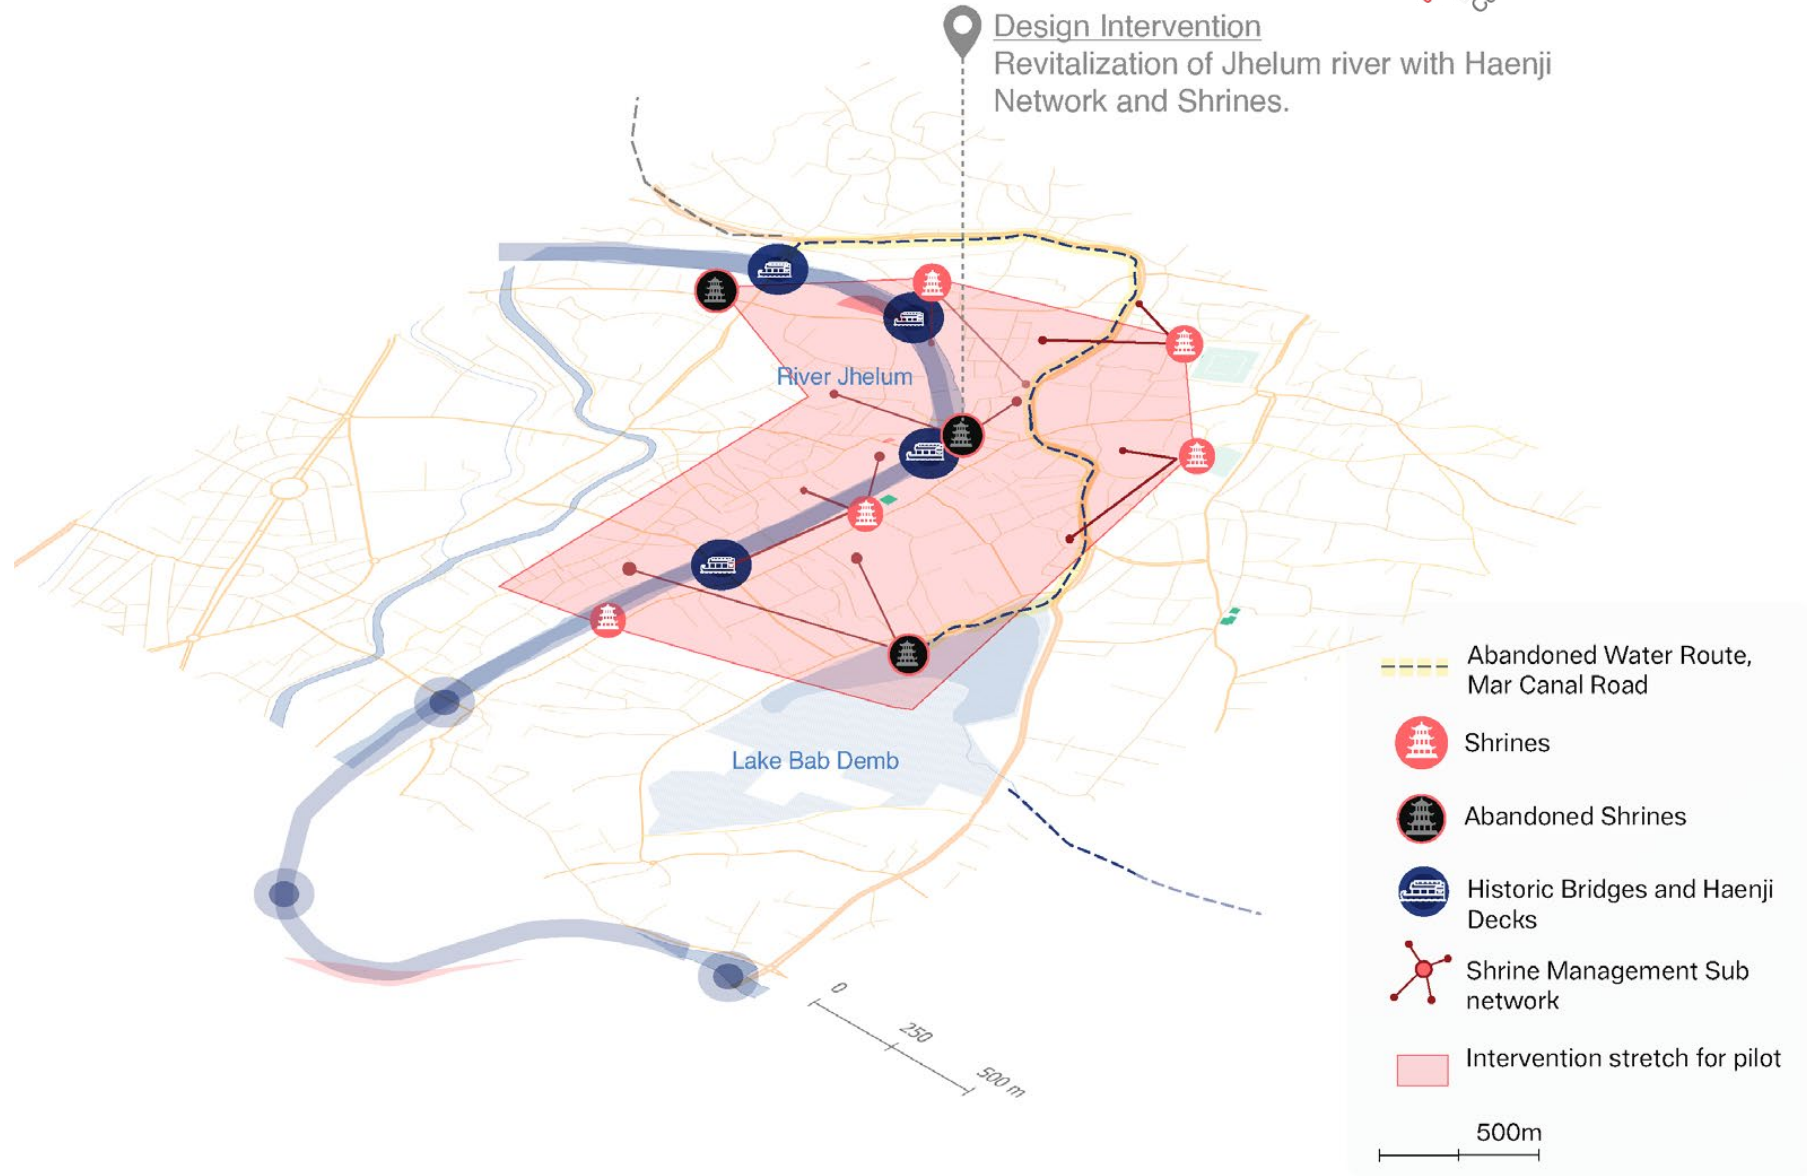 Design Intervention
Revitalization of Jhelum river with Haenji
Network and Shrines.
River Jhelum
Lake Bab Demb
0
250
500 m
Abandoned Water Route,
Mar Canal Road
Shrines
Abandoned Shrines
Historic Bridges and Haenji
Decks
Shrine Management Sub
network
Intervention stretch for pilot
500m